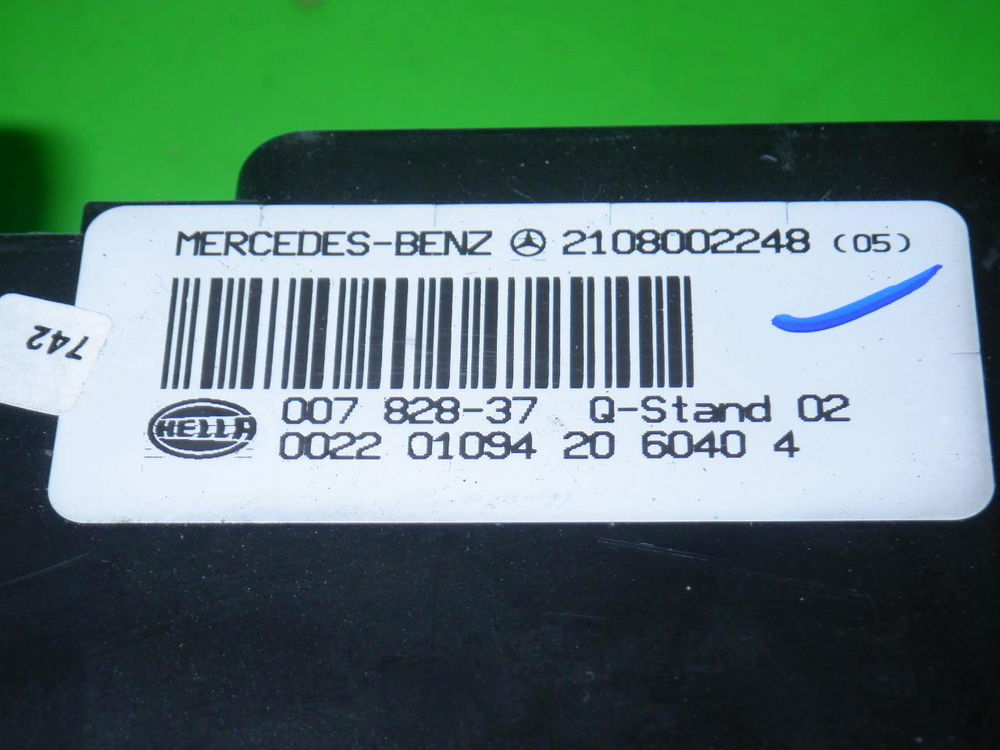 MERCEDES-BENZ 2108002248 (05)
742
HELLA
007 828-37 Q-Stand 02
0022 01094 20 6040 4